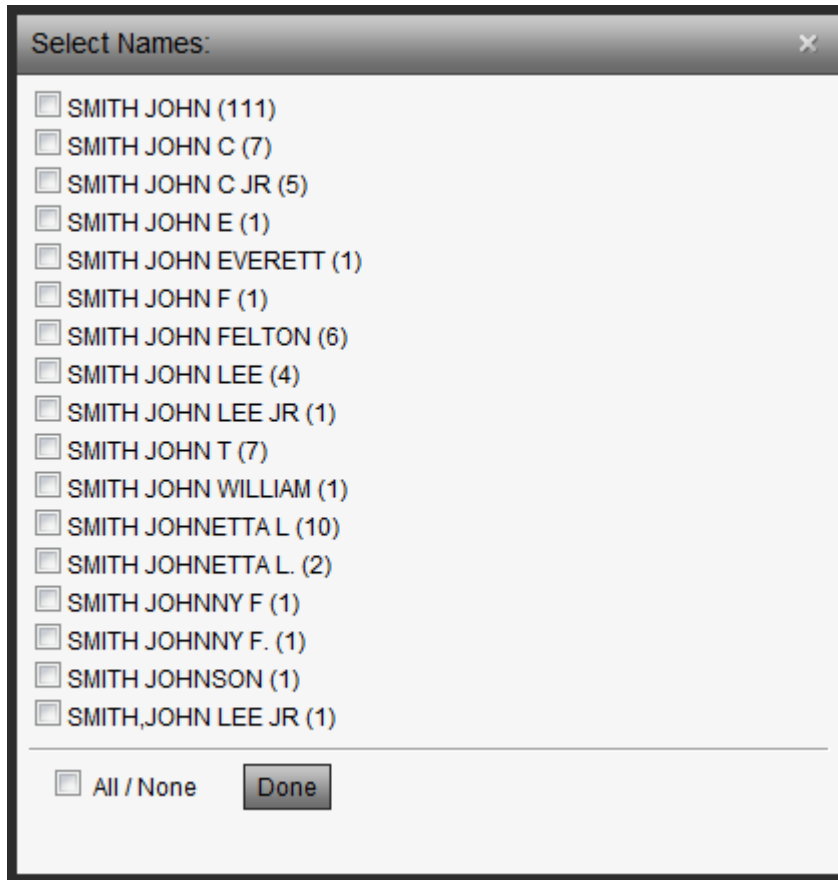 Select Names:
SMITH JOHN (111)
SMITH JOHN C (7)
SMITH JOHN C JR (5)
SMITH JOHN E (1)
SMITH JOHN EVERETT (1)
SMITH JOHN F (1)
SMITH JOHN FELTON (6)
SMITH JOHN LEE (4)
SMITH JOHN LEE JR (1)
SMITH JOHN T (7)
SMITH JOHN WILLIAM (1)
SMITH JOHNETTA L (10)
SMITH JOHNETTA L. (2)
SMITH JOHNNY F (1)
SMITH JOHNNY F. (1)
SMITH JOHNSON (1)
SMITH,JOHN LEE JR (1)
All / None Done